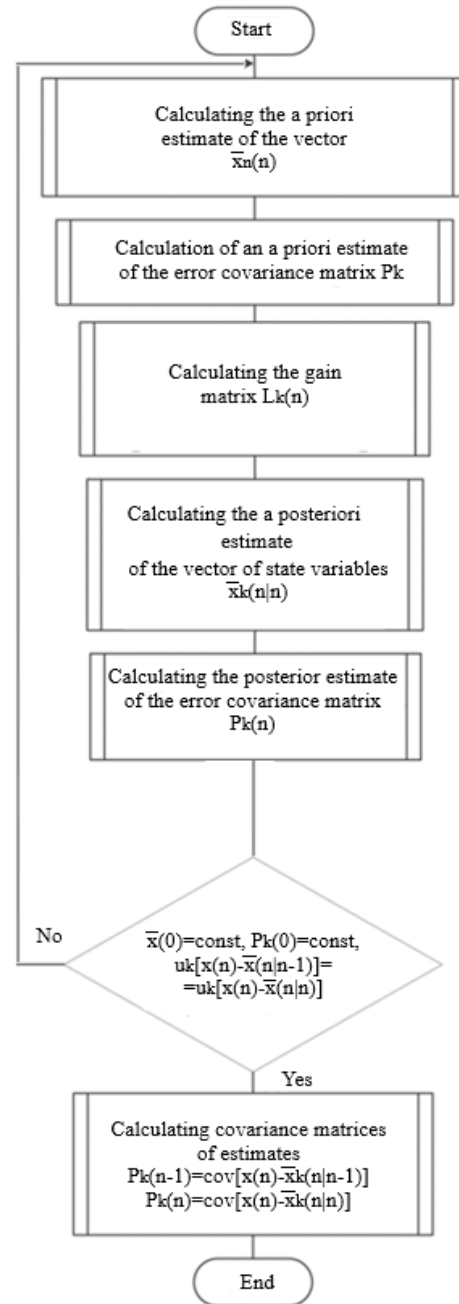 Start
Calculating the a priori
estimate of the vector
x̅n(n)
Calculation of an a priori estimate
of the error covariance matrix Pk
Calculating the gain
matrix Lk(n)
Calculating the a posteriori
estimate
of the vector of state variables
x̅k(n|n)
Calculating the posterior estimate
of the error covariance matrix
Pk(n)
No
x̅(0)=const, Pk(0)=const,
uk[x(n)-x̅(n|n-1)]=
=uk[x(n)-x̅(n|n)]
Yes
Calculating covariance matrices
of estimates
Pk(n-1)=cov[x(n)-x̅k(n|n-1)]
Pk(n)=cov[x(n)-x̅k(n|n)]
End